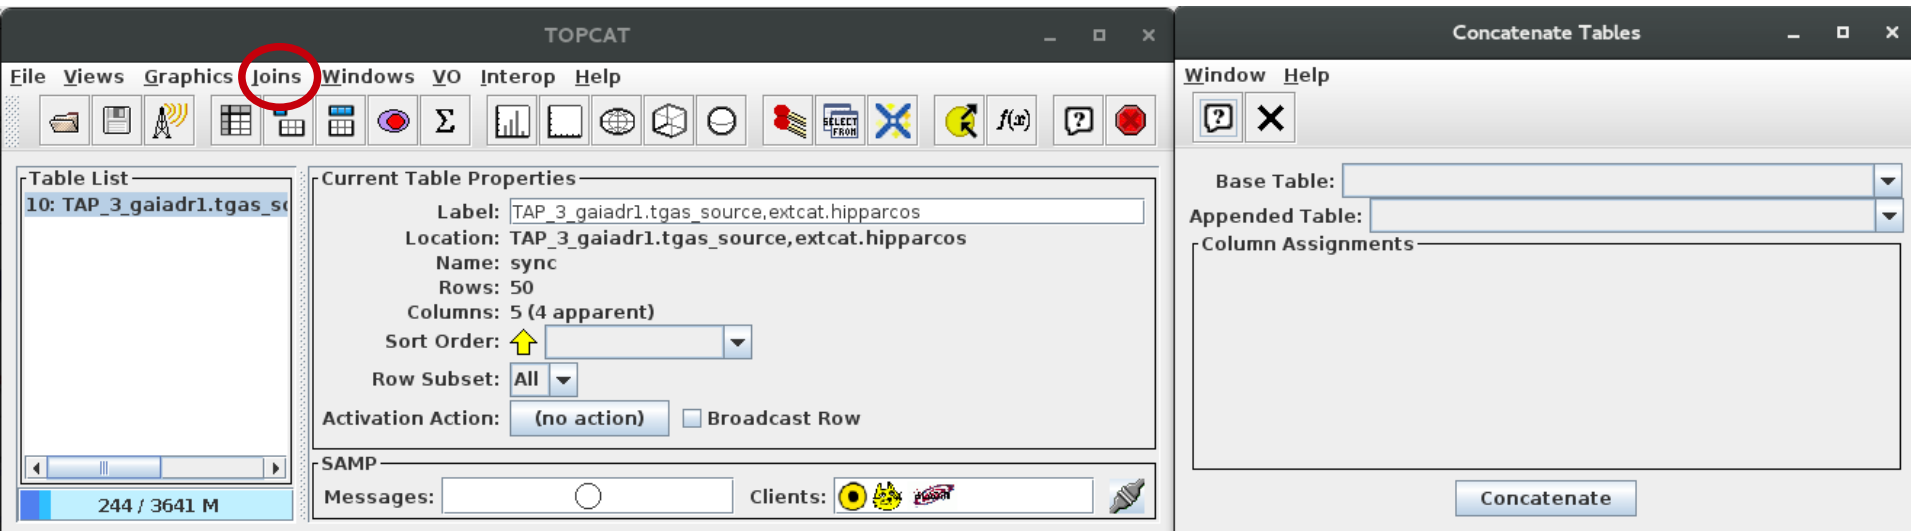 TOPCAT
File Views Graphics Joins Windows VO Interop Help
SELECT
FROM
f(x)
Table List
10: TAP_3_gaiadr1.tgas_s
244 / 3641 M
Current Table Properties
Label: TAP_3_gaiadr1.tgas_source,extcat.hipparcos
Location: TAP_3_gaiadr1.tgas_source,extcat.hipparcos
Name: sync
Rows: 50
Columns: 5 (4 apparent)
Sort Order:
Row Subset: All
Activation Action: (no action) Broadcast Row
SAMP
Messages: Clients:
Concatenate Tables
Window Help
Base Table:
Appended Table:
Column Assignments
Concatenate